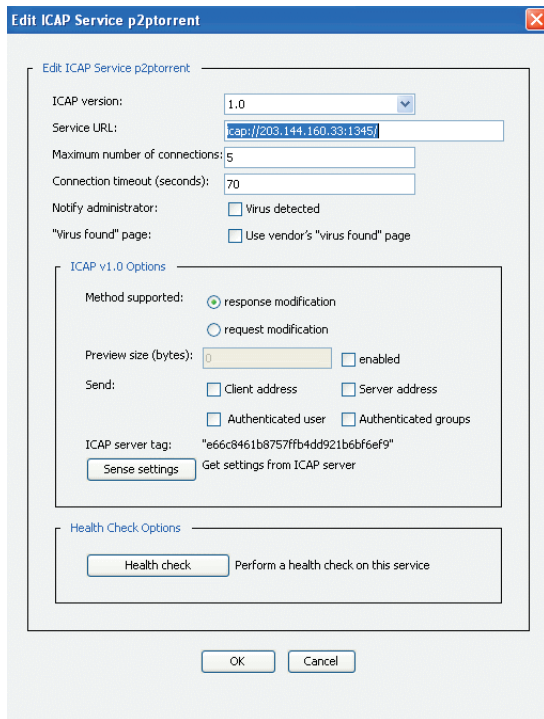 Edit ICAP Service p2ptorrent
Edit ICAP Service p2ptorrent
ICAP version: 1.0
Service URL: icap://203.144.160.33:1345/
Maximum number of connections: 5
Connection timeout (seconds): 70
Notify administrator: Virus detected
"Virus found" page: Use vendor's "virus found" page
ICAP v1.0 Options
Method supported: response modification
request modification
Preview size (bytes): 0 enabled
Send: Client address Server address
Authenticated user Authenticated groups
ICAP server tag: "e66c8461b8757ffb4dd921b6bf6ef9"
Sense settings Get settings from ICAP server
Health Check Options
Health check Perform a health check on this service
OK Cancel